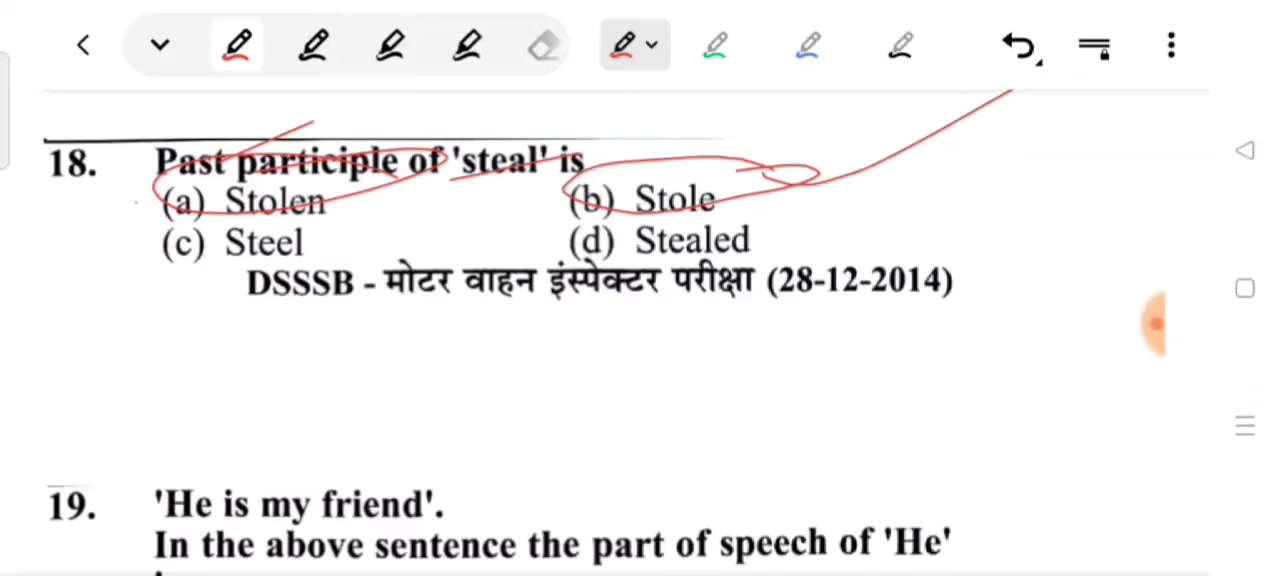 18. Past participle of 'steal' is
(a) Stolen (b) Stole
(c) Steel (d) Stealed
DSSSB - मोटर वाहन इंस्पेक्टर परीक्षा (28-12-2014)
19. 'He is my friend'.
In the above sentence the part of speech of 'He'